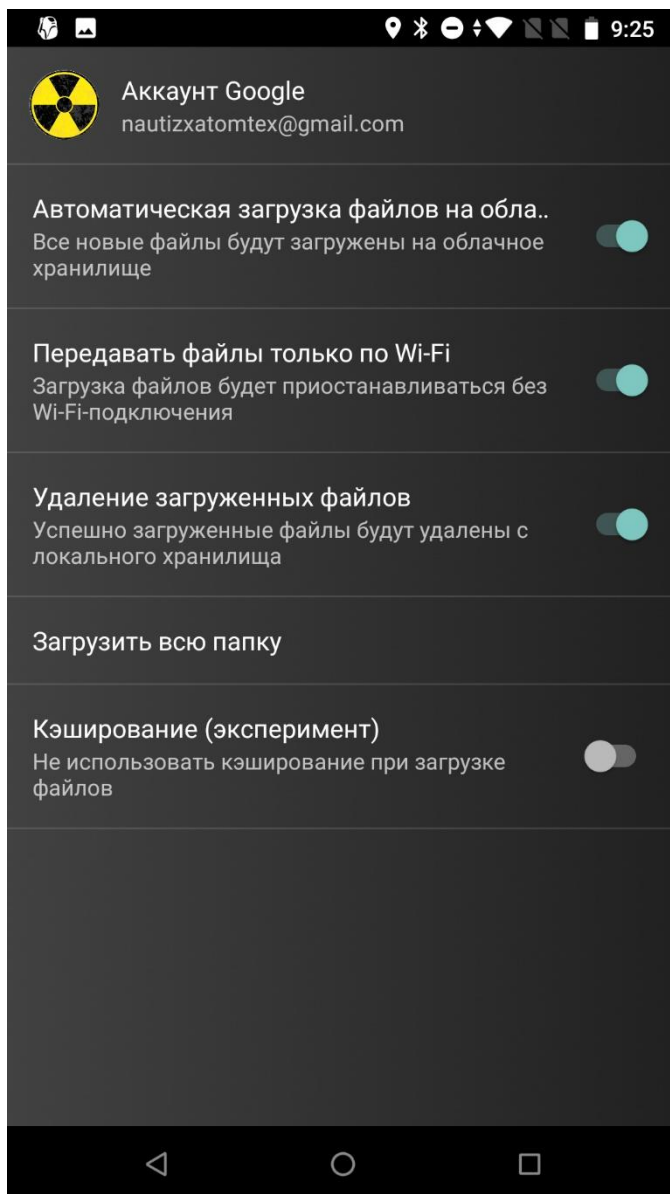 9:25
Аккаунт Google
nautizxatomtex@gmail.com
Автоматическая загрузка файлов на обла..
Все новые файлы будут загружены на облачное
хранилище
Передавать файлы только по Wi-Fi
Загрузка файлов будет приостанавливаться без
Wi-Fi-подключения
Удаление загруженных файлов
Успешно загруженные файлы будут удалены с
локального хранилища
Загрузить всю папку
Кэширование (эксперимент)
Не использовать кэширование при загрузке
файлов